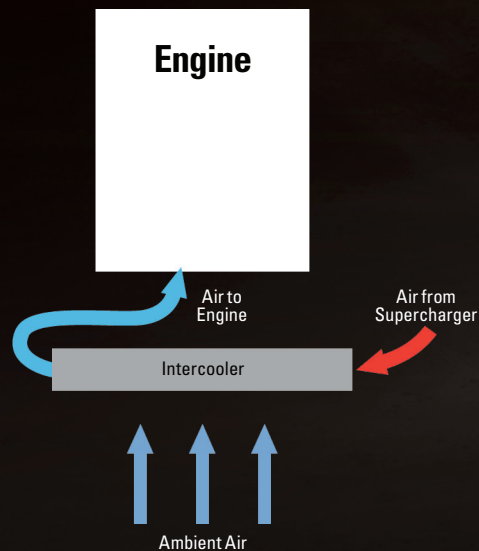 Engine
Air to
Engine
Air from
Supercharger
Intercooler
Ambient Air